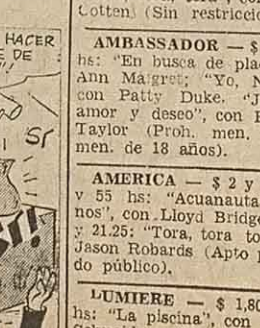 HACER
DE
SI
Cotten. (Sin restricció
AMBASSADOR — $
hs: "En busca de plac
Ann Margret; "Yo, N
con Patty Duke. "J
amor y deseo", con E
Taylor (Proh. men.
men. de 18 años).
AMERICA — $ 2 y
y 55 hs: "Acuanauta
nos", con Lloyd Bridge
y 21.25: "Tora, tora to
Jason Robards (Apto p
do público).
LUMIERE — $ 1,80
hs: "La piscina", con